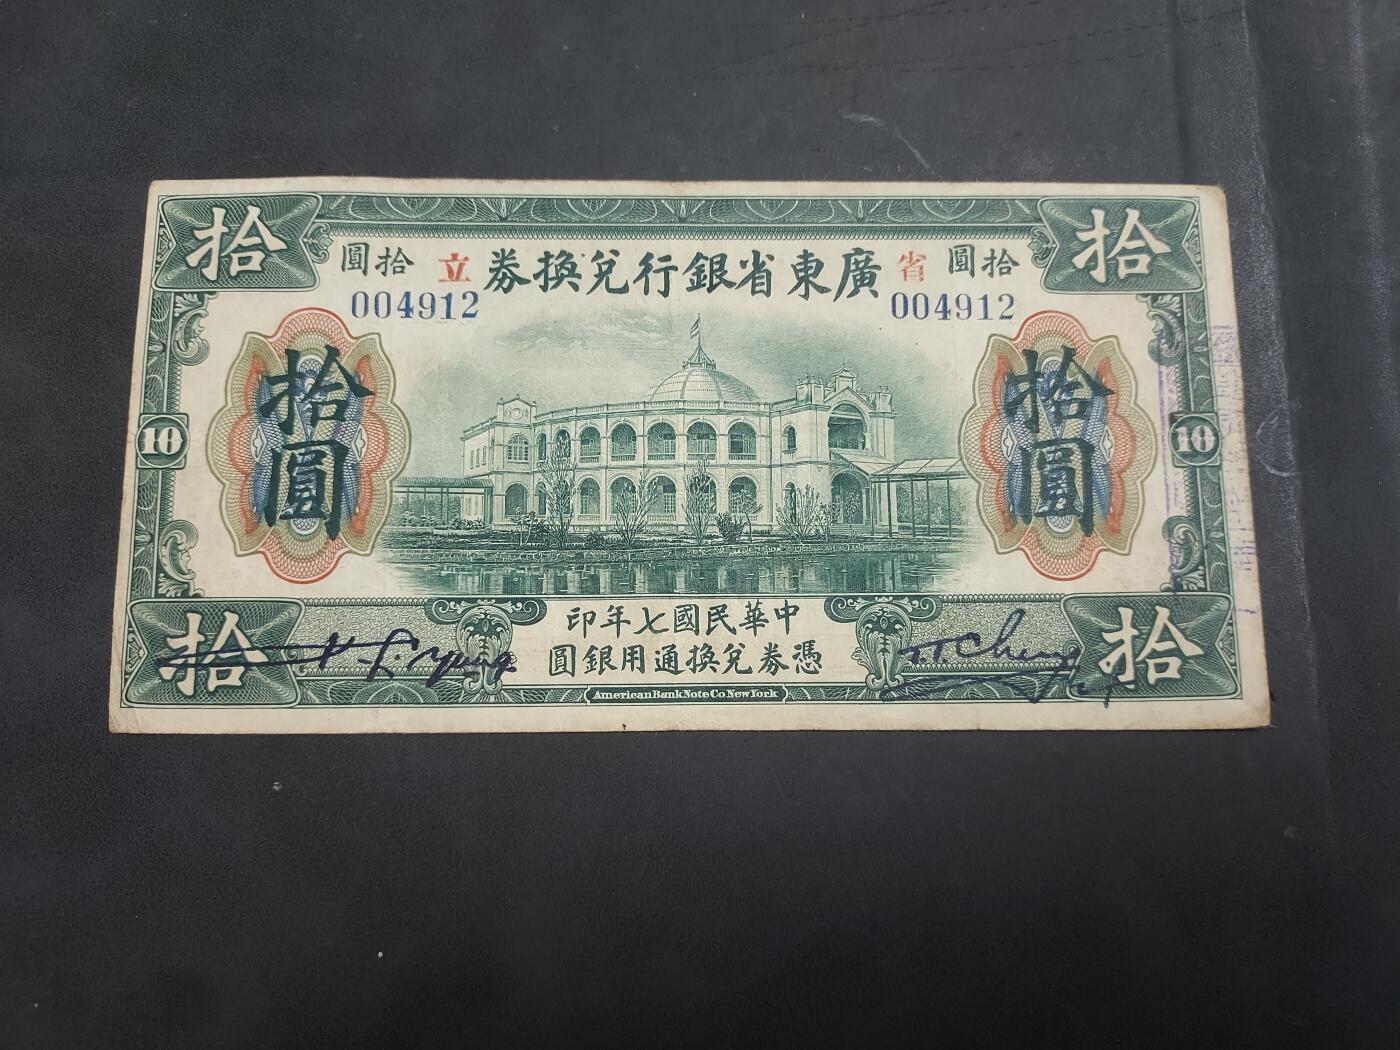 拾 拾
廣東省銀行兌換券
拾圓 省 立 拾圓
004912 004912
拾圓 拾圓
10 10
中華民國七年印
憑券兌換通用銀圓
拾 拾
American Bank Note Co New York